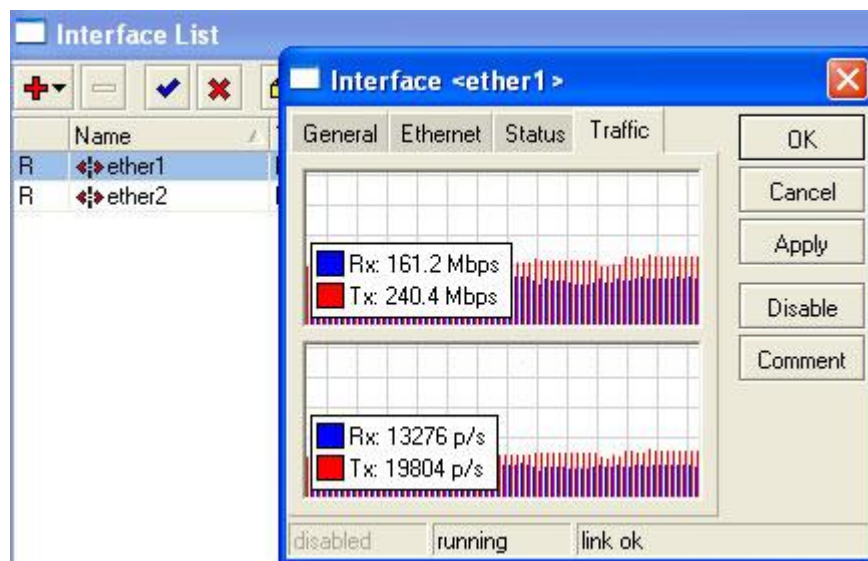 Interface List
Name
R ether1
R ether2
Interface <ether1>
General Ethernet Status Traffic
OK
Cancel
Apply
Disable
Comment
Rx: 161.2 Mbps
Tx: 240.4 Mbps
Rx: 13276 p/s
Tx: 19804 p/s
disabled running link ok